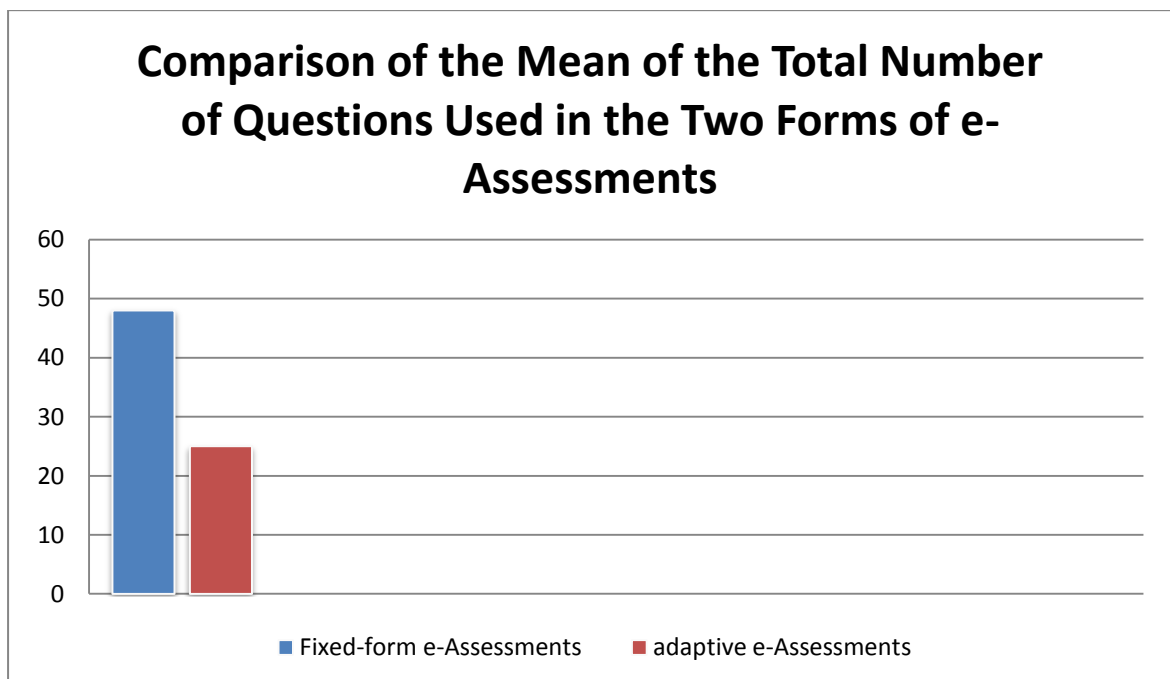 Comparison of the Mean of the Total Number
of Questions Used in the Two Forms of e-
Assessments
60
50
40
30
20
10
0
Fixed-form e-Assessments adaptive e-Assessments